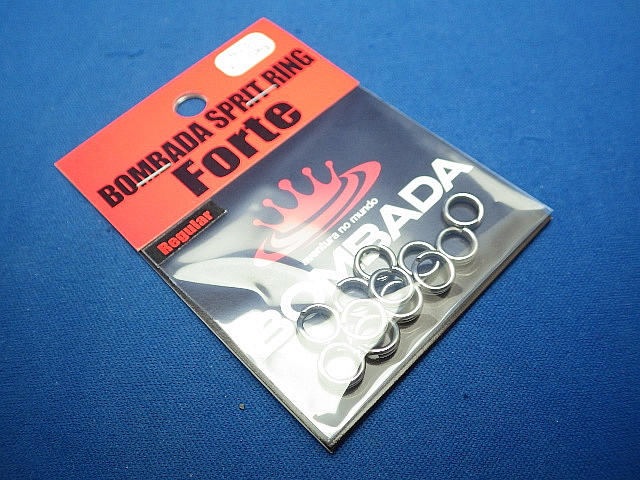 BOMBADA SPRIT RING
Forte
Regular
aventura no mundo
BOMBADA